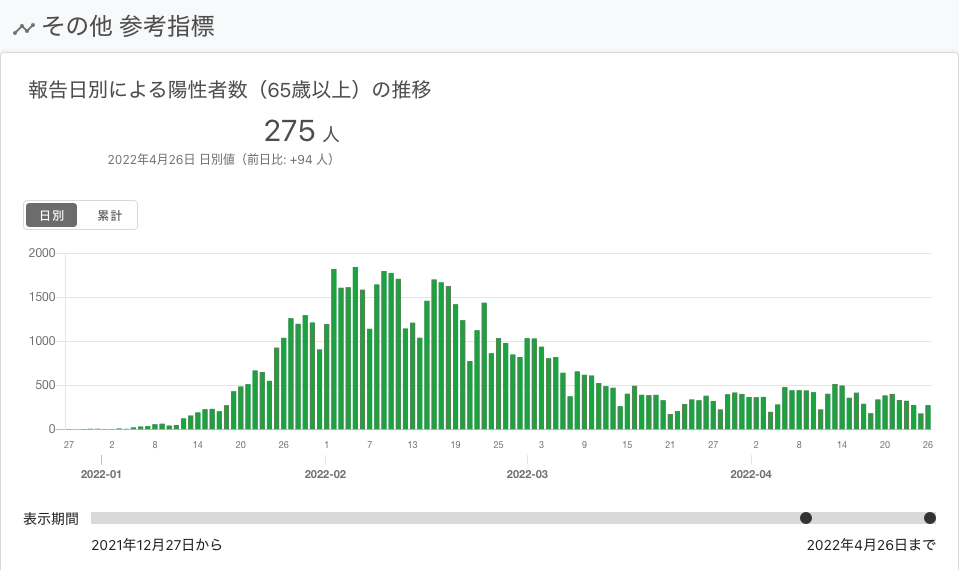 その他 参考指標
報告日別による陽性者数（65歳以上）の推移
275 人
2022年4月26日 日別値（前日比: +94 人）
日別 累計
2000
1500
1000
500
0
27 2 8 14 20 26 1 7 13 19 25 3 9 15 21 27 2 8 14 20 26
2022-01 2022-02 2022-03 2022-04
表示期間
2021年12月27日から 2022年4月26日まで